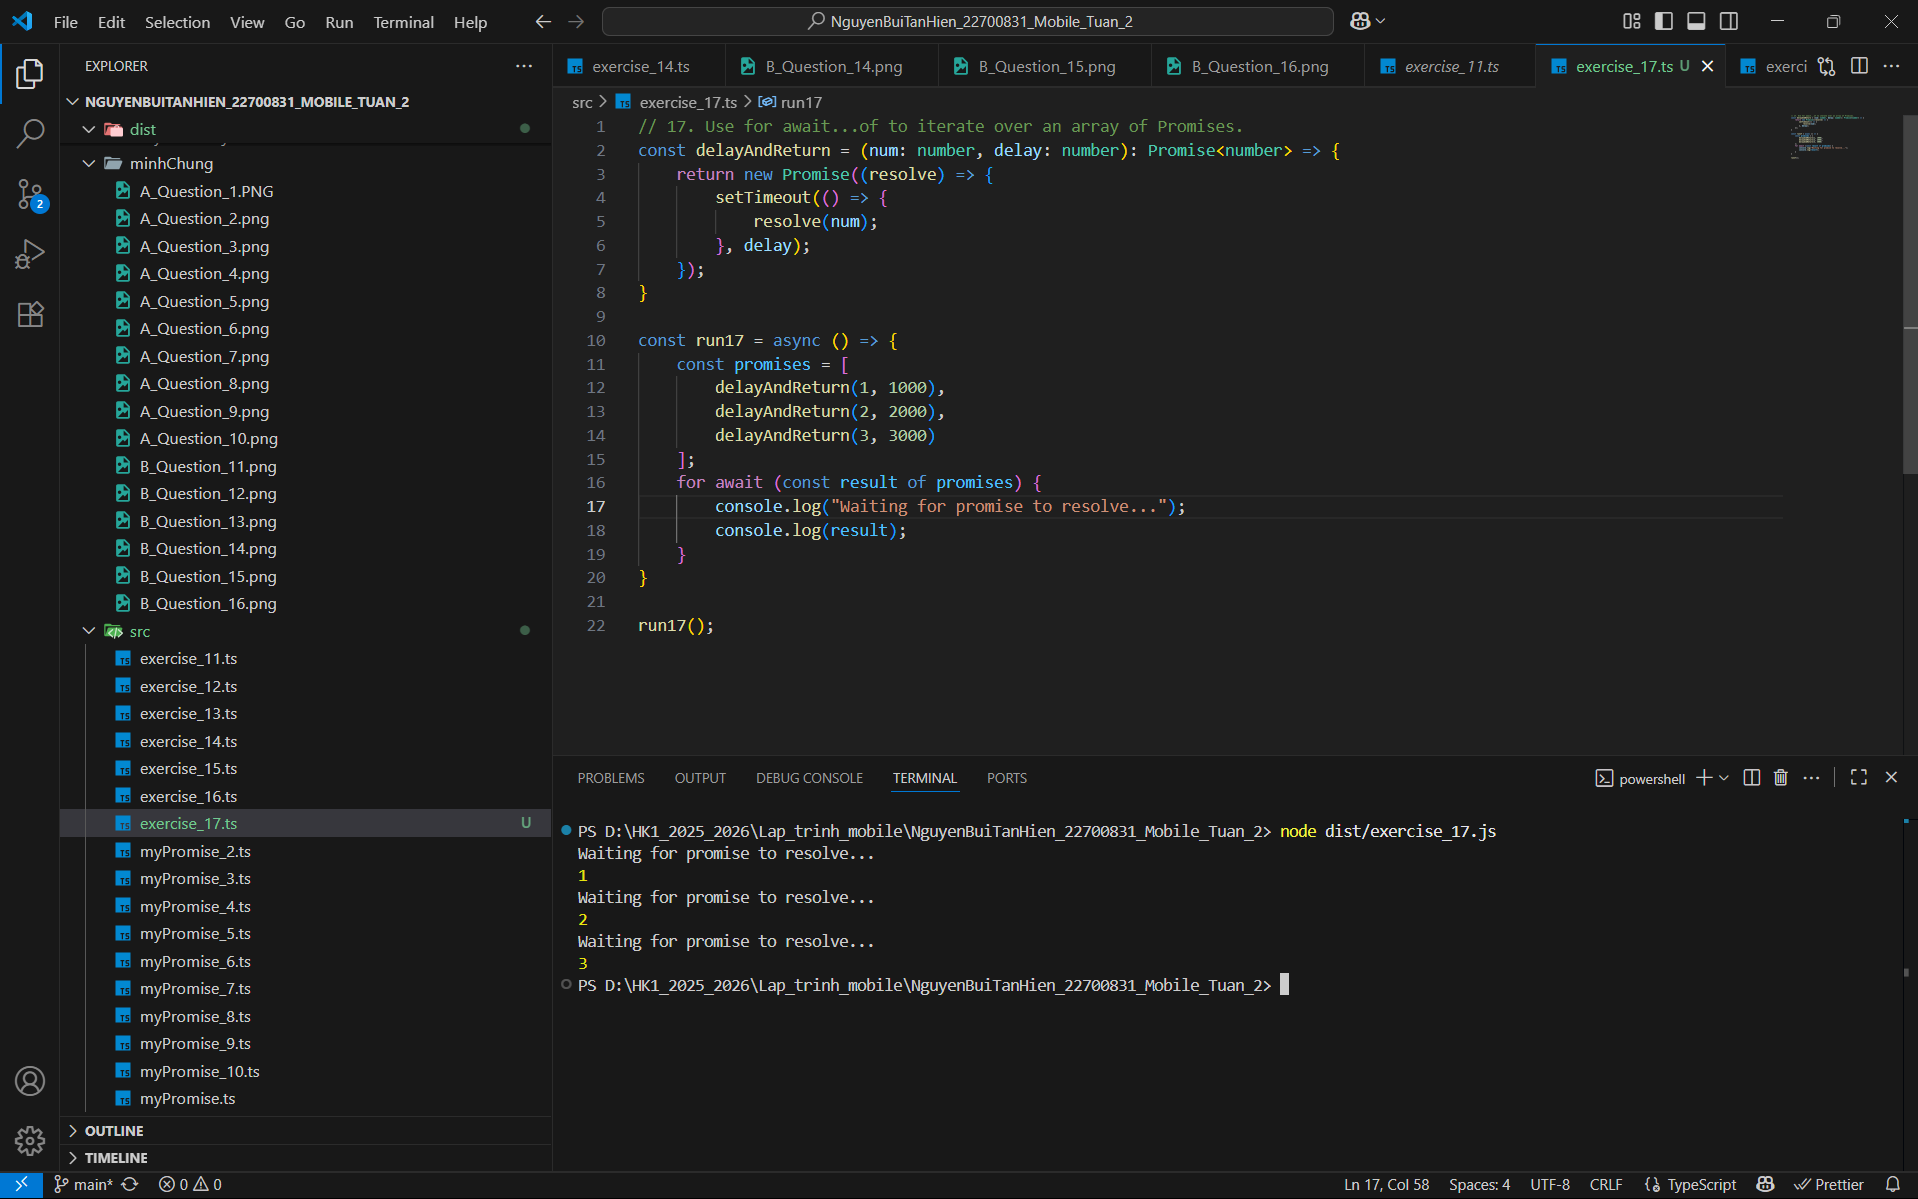 File Edit Selection View Go Run Terminal Help
NguyenBuiTanHien_22700831_Mobile_Tuan_2
EXPLORER
NGUYENBUITANHIEN_22700831_MOBILE_TUAN_2
dist
minhChung
A_Question_1.PNG
A_Question_2.png
A_Question_3.png
A_Question_4.png
A_Question_5.png
A_Question_6.png
A_Question_7.png
A_Question_8.png
A_Question_9.png
A_Question_10.png
B_Question_11.png
B_Question_12.png
B_Question_13.png
B_Question_14.png
B_Question_15.png
B_Question_16.png
src
exercise_11.ts
exercise_12.ts
exercise_13.ts
exercise_14.ts
exercise_15.ts
exercise_16.ts
exercise_17.ts U
myPromise_2.ts
myPromise_3.ts
myPromise_4.ts
myPromise_5.ts
myPromise_6.ts
myPromise_7.ts
myPromise_8.ts
myPromise_9.ts
myPromise_10.ts
myPromise.ts
OUTLINE
TIMELINE
2
exercise_14.ts B_Question_14.png B_Question_15.png B_Question_16.png exercise_11.ts exercise_17.ts U exerci
src > exercise_17.ts > run17
1 // 17. Use for await...of to iterate over an array of Promises.
2 const delayAndReturn = (num: number, delay: number): Promise<number> => {
3 return new Promise((resolve) => {
4 setTimeout(() => {
5 resolve(num);
6 }, delay);
7 });
8 }
9
10 const run17 = async () => {
11 const promises = [
12 delayAndReturn(1, 1000),
13 delayAndReturn(2, 2000),
14 delayAndReturn(3, 3000)
15 ];
16 for await (const result of promises) {
17 console.log("Waiting for promise to resolve...");
18 console.log(result);
19 }
20 }
21
22 run17();
PROBLEMS OUTPUT DEBUG CONSOLE TERMINAL PORTS
powershell
PS D:\HK1_2025_2026\Lap_trinh_mobile\NguyenBuiTanHien_22700831_Mobile_Tuan_2> node dist/exercise_17.js
Waiting for promise to resolve...
1
Waiting for promise to resolve...
2
Waiting for promise to resolve...
3
PS D:\HK1_2025_2026\Lap_trinh_mobile\NguyenBuiTanHien_22700831_Mobile_Tuan_2>
main* 0 0 Ln 17, Col 58 Spaces: 4 UTF-8 CRLF {} TypeScript Prettier